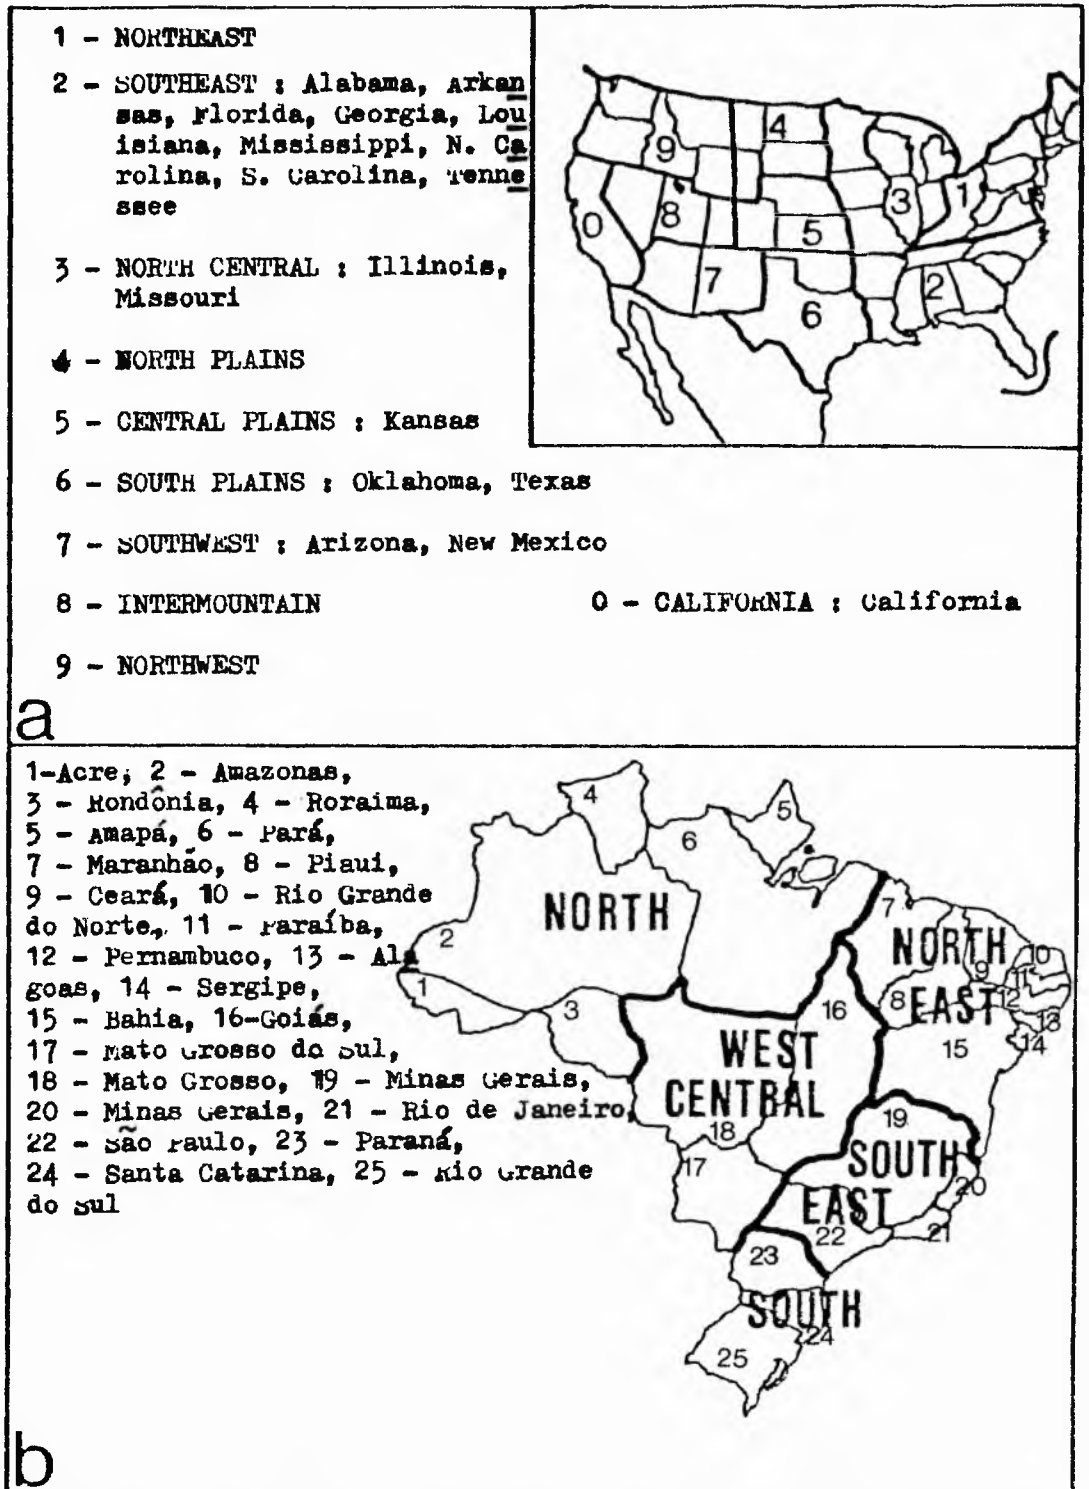 1 - NORTHEAST
2 - SOUTHEAST : Alabama, Arkan
sas, Florida, Georgia, Lou
isiana, Mississippi, N. Ca
rolina, S. Carolina, Tenne
ssee
3 - NORTH CENTRAL : Illinois,
Missouri
4 - NORTH PLAINS
5 - CENTRAL PLAINS : Kansas
6 - SOUTH PLAINS : Oklahoma, Texas
7 - SOUTHWEST : Arizona, New Mexico
8 - INTERMOUNTAIN
0 - CALIFORNIA : California
9 - NORTHWEST
4
9
3
1
8
0
5
7
2
6
a
1-Acre, 2 - Amazonas,
3 - Rondônia, 4 - Roraima,
5 - Amapá, 6 - Pará,
7 - Maranhão, 8 - Piaui,
9 - Ceará, 10 - Rio Grande
do Norte, 11 - Paraíba,
12 - Pernambuco, 13 - Ala
goas, 14 - Sergipe,
15 - Bahia, 16-Goiás,
17 - Mato Grosso do Sul,
18 - Mato Grosso, 19 - Minas Gerais,
20 - Minas Gerais, 21 - Rio de Janeiro,
22 - São Paulo, 23 - Paraná,
24 - Santa Catarina, 25 - Rio Grande
do Sul
4
5
6
7
NORTH
2
NORTH
10
9
11
1
3
16
8
EAST
12
13
14
WEST
15
CENTRAL
19
18
SOUTH
17
20
EAST
22
21
23
SOUTH
24
25
b